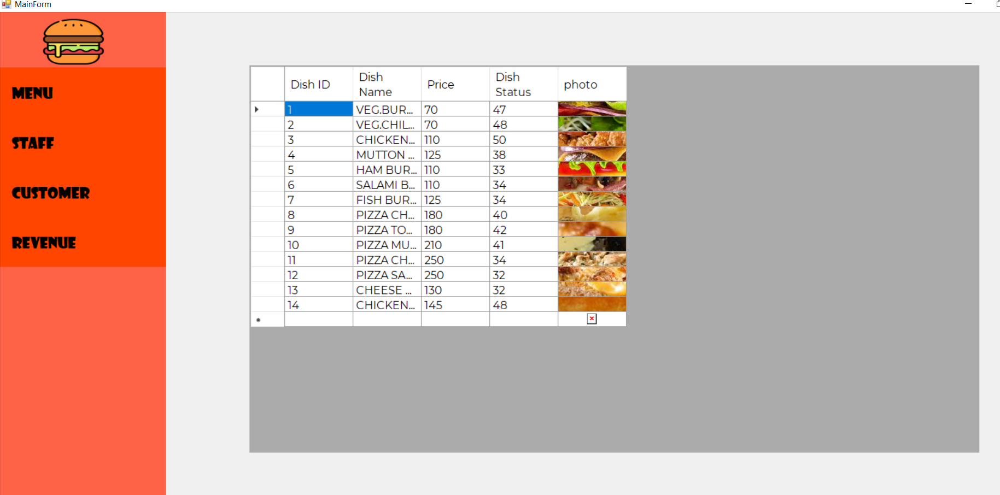 MainForm
MENU
STAFF
CUSTOMER
REVENUE
Dish ID Dish Name Price Dish Status photo
1 VEG.BUR... 70 47
2 VEG.CHIL... 70 48
3 CHICKEN... 110 50
4 MUTTON ... 125 38
5 HAM BUR... 110 33
6 SALAMI B... 110 34
7 FISH BUR... 125 34
8 PIZZA CH... 180 40
9 PIZZA TO... 180 42
10 PIZZA MU... 210 41
11 PIZZA CH... 250 34
12 PIZZA SA... 250 32
13 CHEESE ... 130 32
14 CHICKEN... 145 48